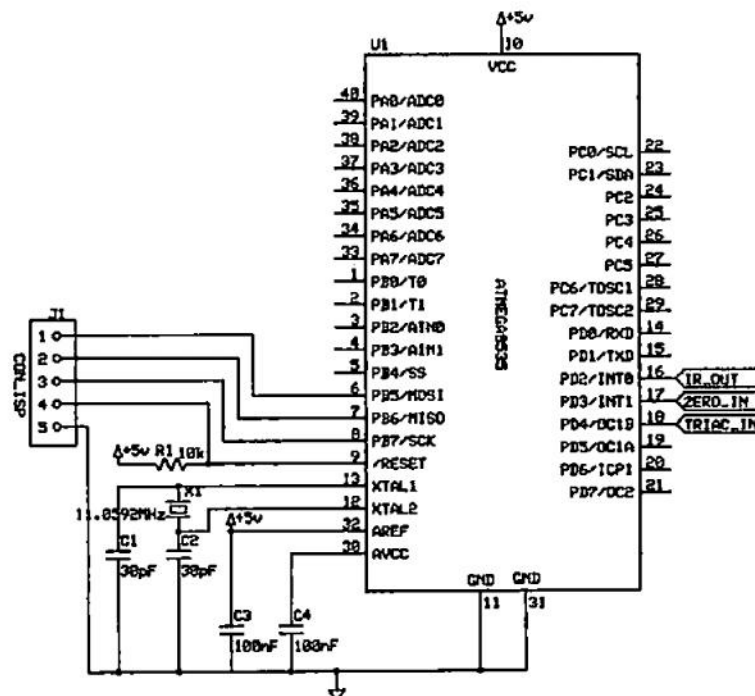 +5v
U1
10
VCC
40 PA0/ADC0
39 PA1/ADC1
38 PA2/ADC2
37 PA3/ADC3
36 PA4/ADC4
35 PA5/ADC5
34 PA6/ADC6
33 PA7/ADC7
1 PB0/T0
2 PB1/T1
3 PB2/AIN0
4 PB3/AIN1
5 PB4/SS
6 PB5/MOSI
7 PB6/MISO
8 PB7/SCK
9 /RESET
13 XTAL1
12 XTAL2
32 AREF
30 AVCC
ATMEGA8535
PC0/SCL 22
PC1/SDA 23
PC2 24
PC3 25
PC4 26
PC5 27
PC6/TOSC1 28
PC7/TOSC2 29
PD0/RXD 14
PD1/TXD 15
PD2/INT0 16 IR_OUT
PD3/INT1 17 ZERO_IN
PD4/OC1B 18 TRIAC_IN
PD5/OC1A 19
PD6/ICP1 20
PD7/OC2 21
GND GND
11 31
J1
1
2
3
4
5
CON_ISP
+5v R1 10k
X1
11.0592MHz
+5v
C1
30pF
C2
30pF
C3
100nF
C4
100nF